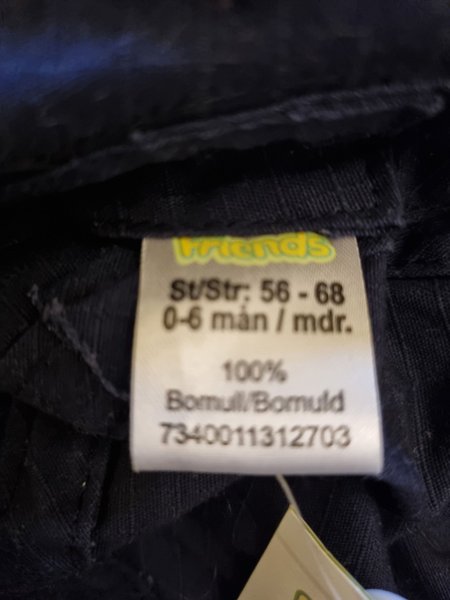 Friends
St/Str: 56 - 68
0-6 mån / mdr.
100%
Bomull/Bomuld
7340011312703